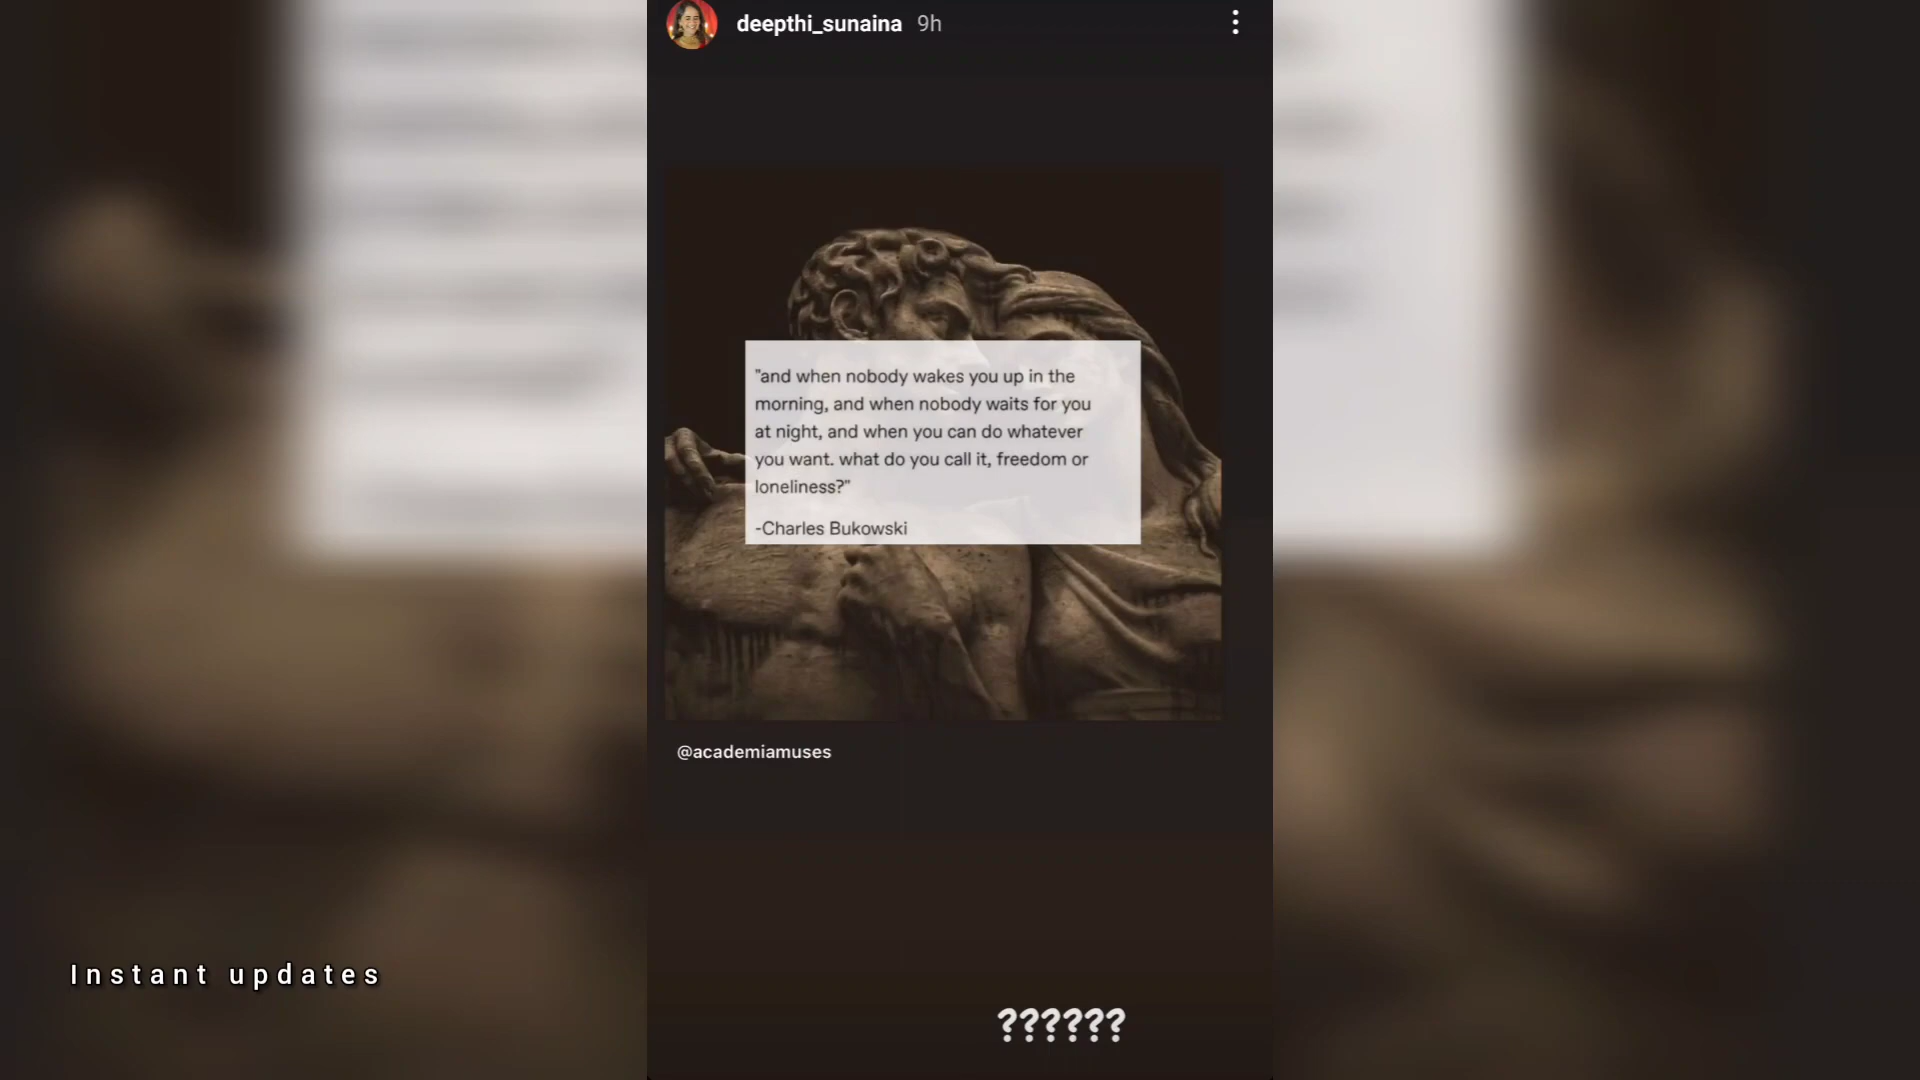 deepthi_sunaina 9h
"and when nobody wakes you up in the
morning, and when nobody waits for you
at night, and when you can do whatever
you want. what do you call it, freedom or
loneliness?"
-Charles Bukowski
@academiamuses
Instant updates
??????